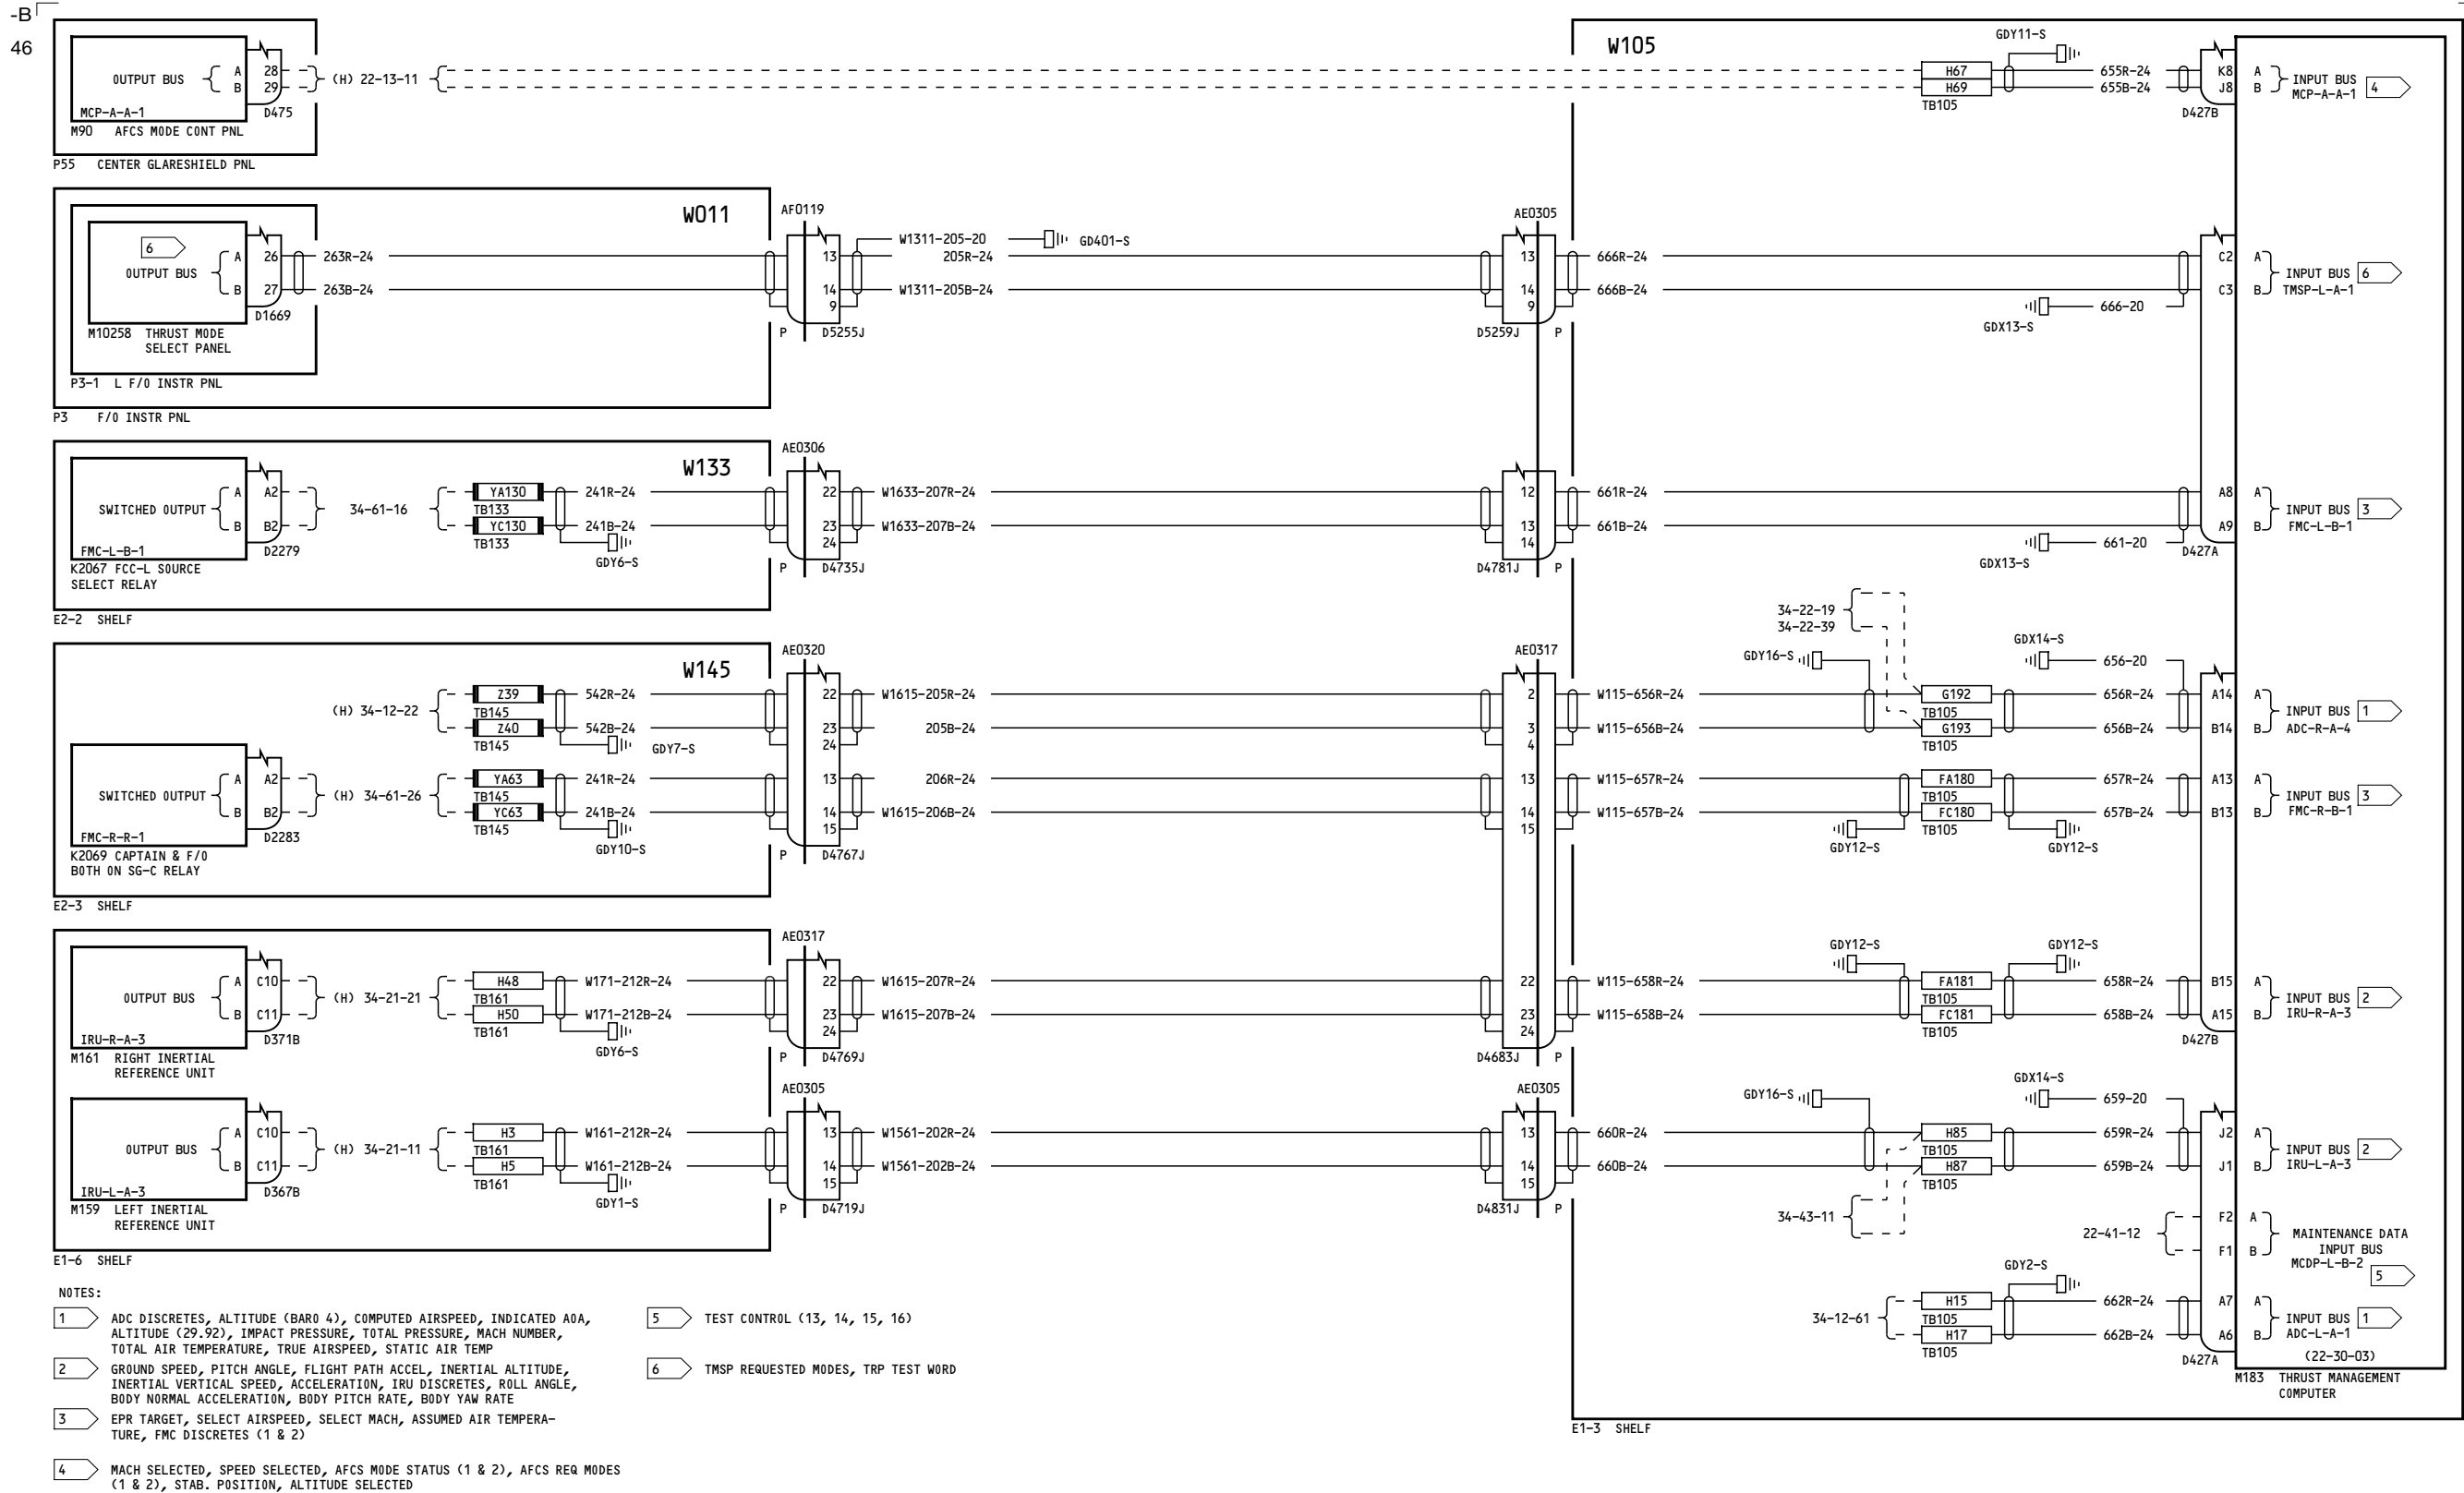 -B
46
W105
GDY11-S
OUTPUT BUS A 28 (H) 22-13-11 H67 655R-24 K8 A INPUT BUS 4
B 29 H69 655B-24 J8 B MCP-A-A-1
MCP-A-A-1 D475 TB105 D427B
M90 AFCS MODE CONT PNL
P55 CENTER GLARESHIELD PNL
W011 AF0119 AE0305
6 W1311-205-20 GD401-S
A 26 263R-24 13 205R-24 13 666R-24 C2 A
OUTPUT BUS INPUT BUS 6
B 27 263B-24 14 W1311-205B-24 14 666B-24 C3 B TMSP-L-A-1
9 9 666-20
D1669 GDX13-S
M10258 THRUST MODE P D5255J D5259J P
SELECT PANEL
P3-1 L F/O INSTR PNL
P3 F/O INSTR PNL
W133 AE0306
A A2 YA130 241R-24 22 W1633-207R-24 12 661R-24 A8 A
SWITCHED OUTPUT 34-61-16 TB133 INPUT BUS 3
B B2 YC130 241B-24 23 W1633-207B-24 13 661B-24 A9 B FMC-L-B-1
FMC-L-B-1 D2279 TB133 24 14 661-20 D427A
K2067 FCC-L SOURCE GDY6-S P D4735J D4781J P GDX13-S
SELECT RELAY
E2-2 SHELF
34-22-19
34-22-39
W145 AE0320 AE0317 GDY16-S GDX14-S
656-20
Z39 542R-24 22 W1615-205R-24 2 W115-656R-24 G192 656R-24 A14 A
(H) 34-12-22 TB145 TB105 INPUT BUS 1
Z40 542B-24 23 205B-24 3 W115-656B-24 G193 656B-24 B14 B ADC-R-A-4
TB145 GDY7-S 24 4 TB105
A A2 YA63 241R-24 13 206R-24 13 W115-657R-24 FA180 657R-24 A13 A
SWITCHED OUTPUT (H) 34-61-26 TB145 TB105 INPUT BUS 3
B B2 YC63 241B-24 14 W1615-206B-24 14 W115-657B-24 FC180 657B-24 B13 B FMC-R-B-1
FMC-R-R-1 D2283 TB145 15 15 TB105
GDY10-S P D4767J GDY12-S GDY12-S
K2069 CAPTAIN & F/O
BOTH ON SG-C RELAY
E2-3 SHELF
AE0317 GDY12-S GDY12-S
A C10 H48 W171-212R-24 22 W1615-207R-24 22 W115-658R-24 FA181 658R-24 B15 A
OUTPUT BUS (H) 34-21-21 TB161 TB105 INPUT BUS 2
B C11 H50 W171-212B-24 23 W1615-207B-24 23 W115-658B-24 FC181 658B-24 A15 B IRU-R-A-3
IRU-R-A-3 D371B TB161 24 24 TB105 D427B
M161 RIGHT INERTIAL GDY6-S P D4769J D4683J P
REFERENCE UNIT
AE0305 AE0305 GDY16-S GDX14-S
659-20
A C10 H3 W161-212R-24 13 W1561-202R-24 13 660R-24 H85 659R-24 J2 A
OUTPUT BUS (H) 34-21-11 TB161 TB105 INPUT BUS 2
B C11 H5 W161-212B-24 14 W1561-202B-24 14 660B-24 H87 659B-24 J1 B IRU-L-A-3
IRU-L-A-3 D367B TB161 15 15 TB105
M159 LEFT INERTIAL GDY1-S P D4719J D4831J P
REFERENCE UNIT
34-43-11
E1-6 SHELF
F2 A
22-41-12 MAINTENANCE DATA
F1 B INPUT BUS
MCDP-L-B-2 5
GDY2-S
H15 662R-24 A7 A
34-12-61 TB105 INPUT BUS 1
H17 662B-24 A6 B ADC-L-A-1
TB105 D427A (22-30-03)
M183 THRUST MANAGEMENT
COMPUTER
E1-3 SHELF
NOTES:
1 ADC DISCRETES, ALTITUDE (BARO 4), COMPUTED AIRSPEED, INDICATED AOA,
ALTITUDE (29.92), IMPACT PRESSURE, TOTAL PRESSURE, MACH NUMBER,
TOTAL AIR TEMPERATURE, TRUE AIRSPEED, STATIC AIR TEMP
2 GROUND SPEED, PITCH ANGLE, FLIGHT PATH ACCEL, INERTIAL ALTITUDE,
INERTIAL VERTICAL SPEED, ACCELERATION, IRU DISCRETES, ROLL ANGLE,
BODY NORMAL ACCELERATION, BODY PITCH RATE, BODY YAW RATE
3 EPR TARGET, SELECT AIRSPEED, SELECT MACH, ASSUMED AIR TEMPERA-
TURE, FMC DISCRETES (1 & 2)
4 MACH SELECTED, SPEED SELECTED, AFCS MODE STATUS (1 & 2), AFCS REQ MODES
(1 & 2), STAB. POSITION, ALTITUDE SELECTED
5 TEST CONTROL (13, 14, 15, 16)
6 TMSP REQUESTED MODES, TRP TEST WORD